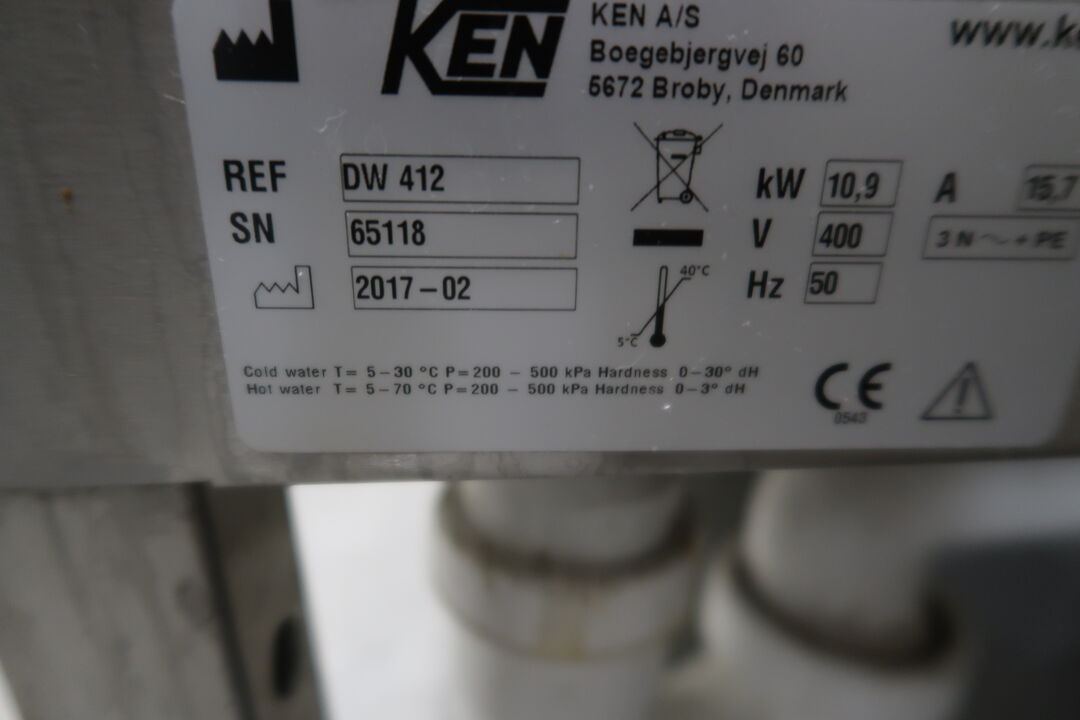 KEN
KEN A/S
Boegebjergvej 60
5672 Broby, Denmark
www.k
REF DW 412
SN 65118
2017-02
kW 10,9 A 15,7
V 400 3 N ~ + PE
Hz 50
40°C
5°C
Cold water T= 5-30 °C P=200 - 500 kPa Hardness 0-30° dH
Hot water T= 5-70 °C P=200 - 500 kPa Hardness 0-3° dH
CE
0543